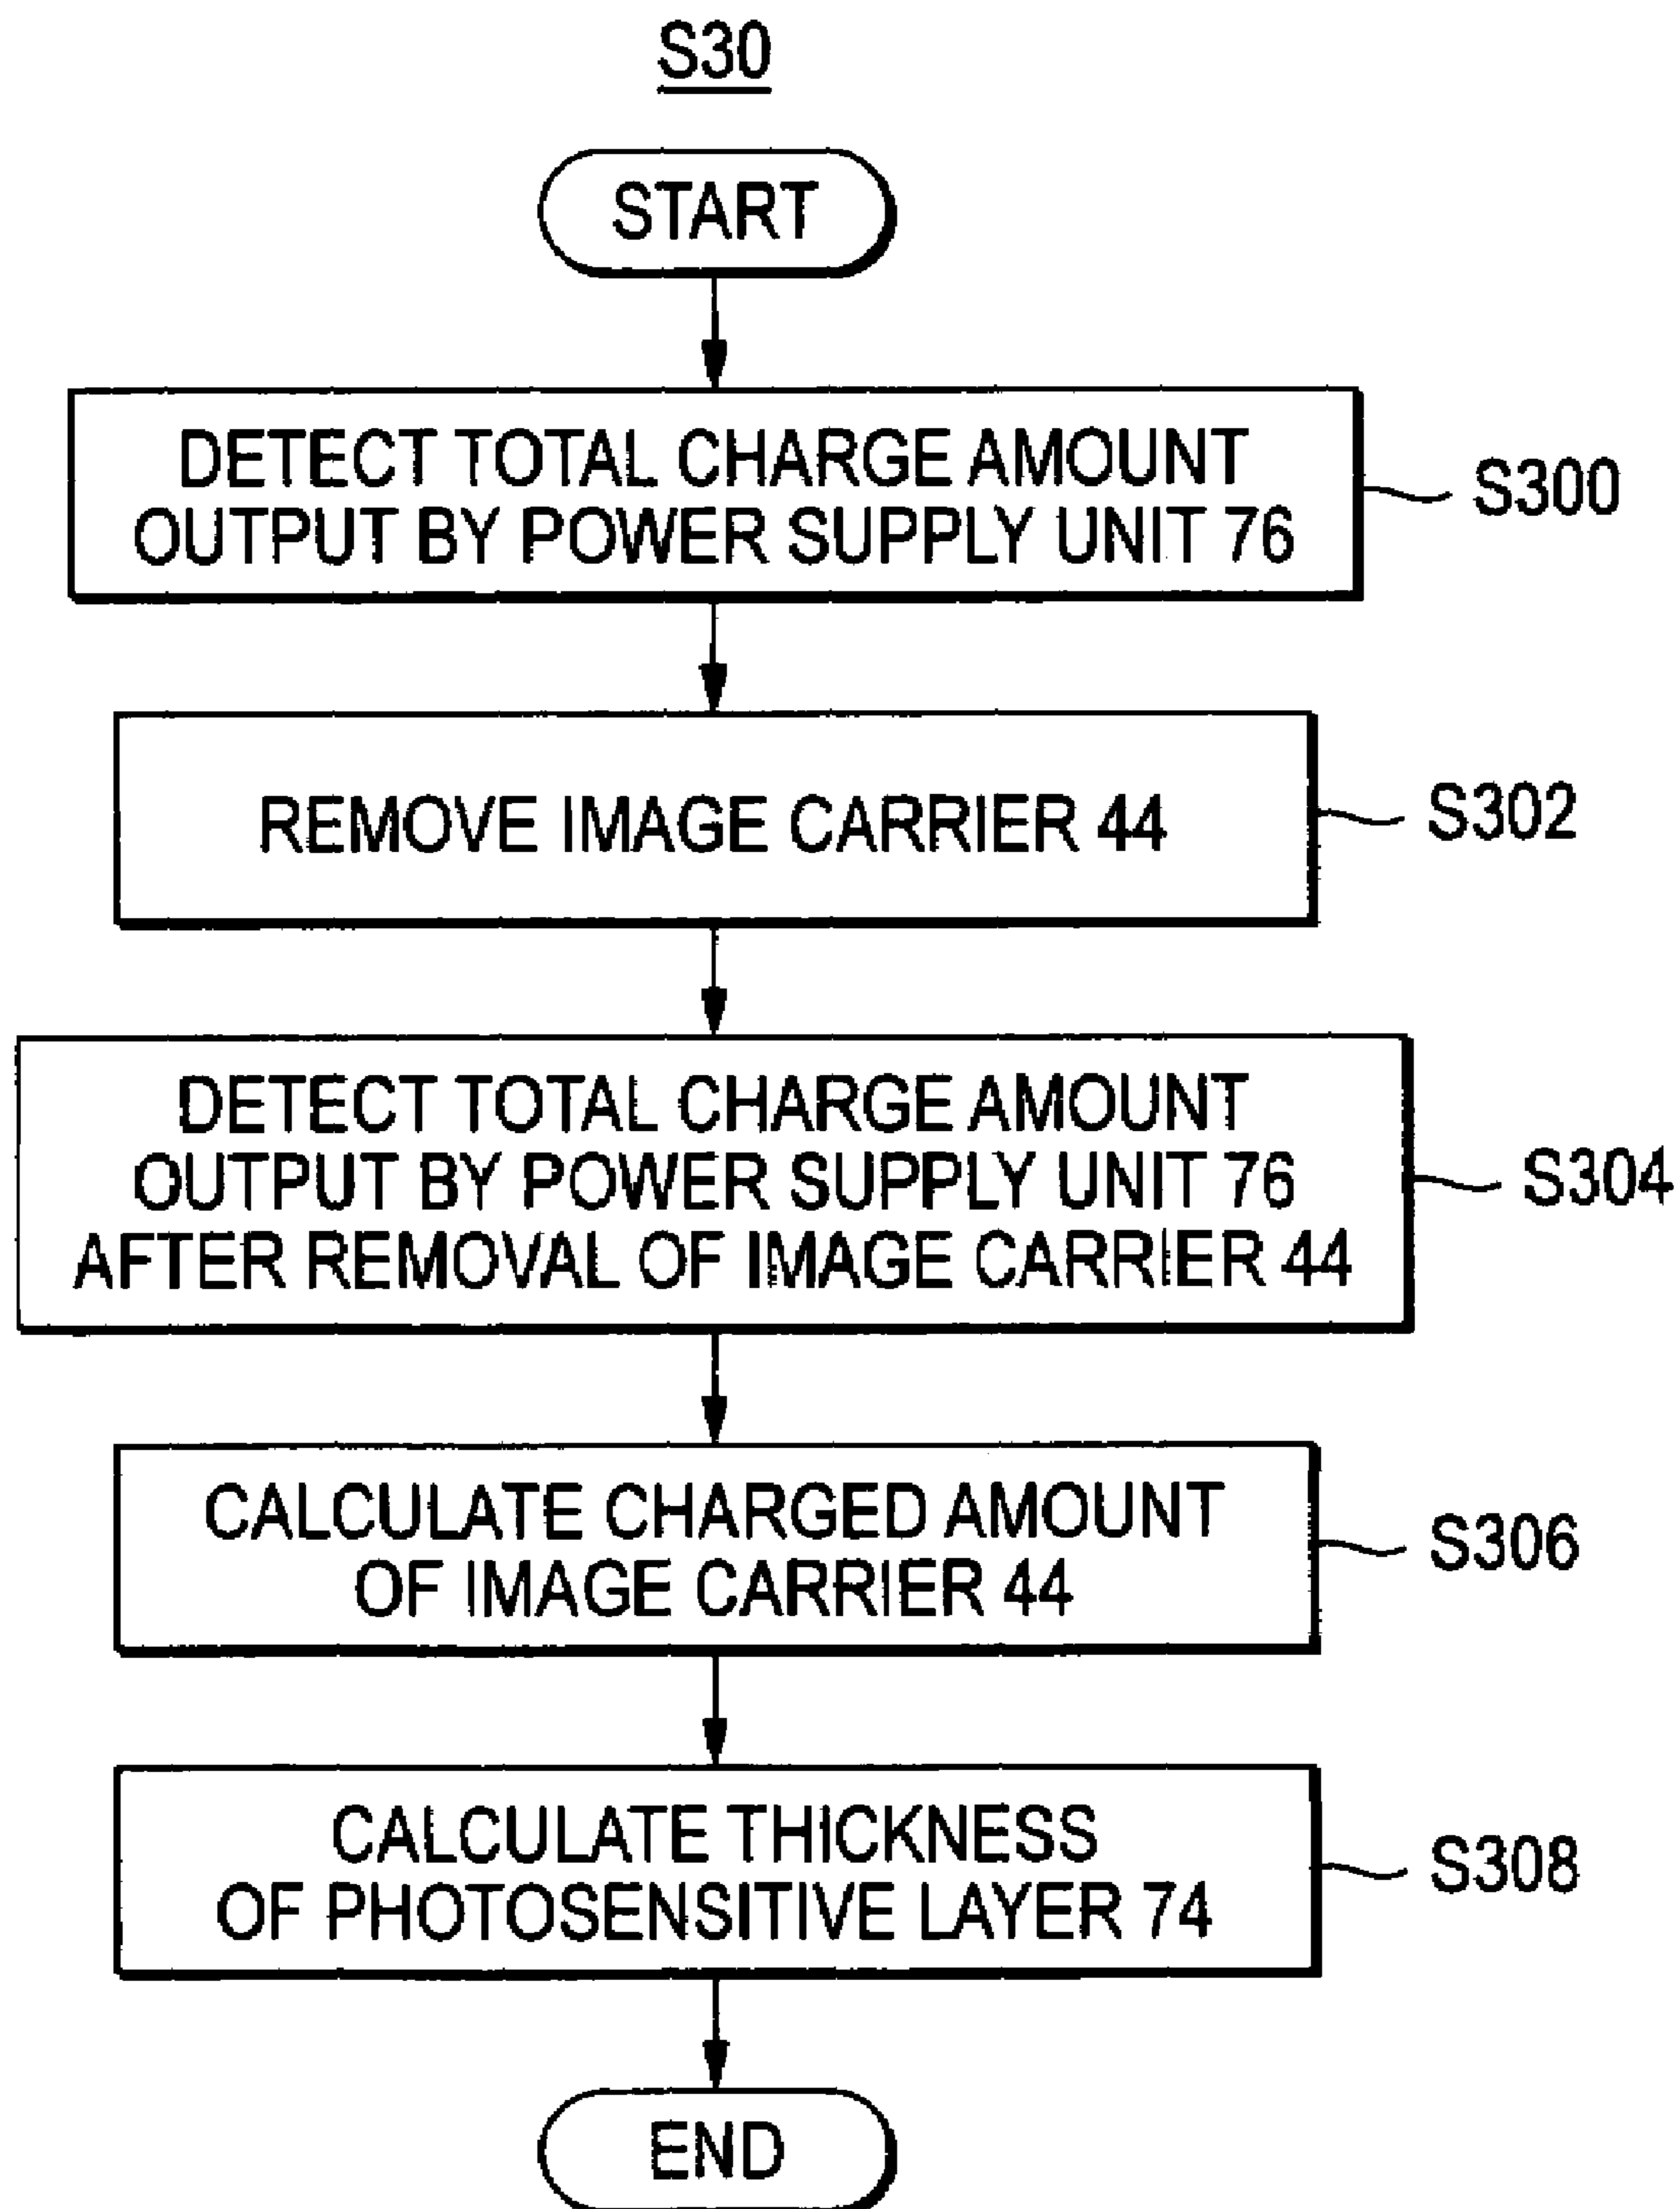 S30
START
DETECT TOTAL CHARGE AMOUNT
OUTPUT BY POWER SUPPLY UNIT 76
S300
REMOVE IMAGE CARRIER 44
S302
DETECT TOTAL CHARGE AMOUNT
OUTPUT BY POWER SUPPLY UNIT 76
AFTER REMOVAL OF IMAGE CARRIER 44
S304
CALCULATE CHARGED AMOUNT
OF IMAGE CARRIER 44
S306
CALCULATE THICKNESS
OF PHOTOSENSITIVE LAYER 74
S308
END